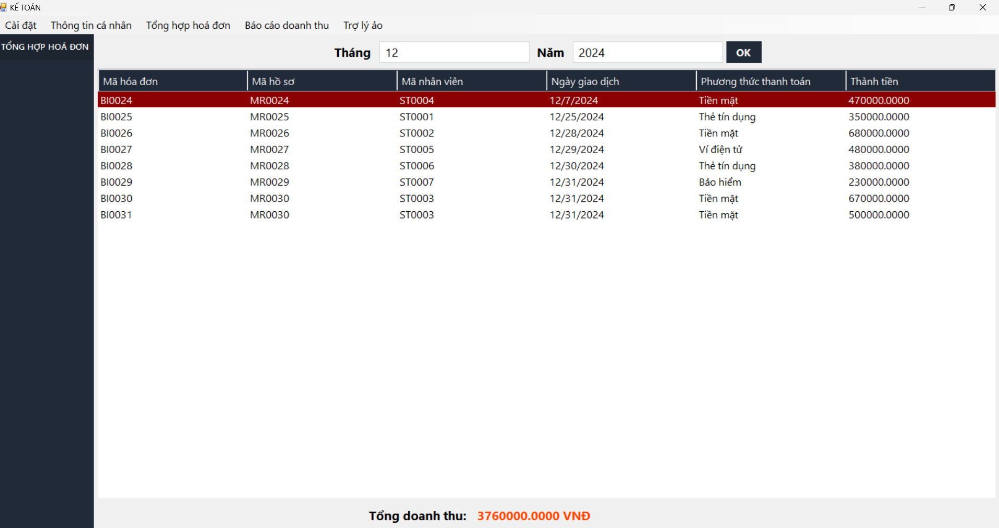 KẾ TOÁN
Cài đặt Thông tin cá nhân Tổng hợp hoá đơn Báo cáo doanh thu Trợ lý ảo
TỔNG HỢP HOÁ ĐƠN
Tháng 12 Năm 2024 OK
Mã hóa đơn Mã hồ sơ Mã nhân viên Ngày giao dịch Phương thức thanh toán Thành tiền
BI0024 MR0024 ST0004 12/7/2024 Tiền mặt 470000.0000
BI0025 MR0025 ST0001 12/25/2024 Thẻ tín dụng 350000.0000
BI0026 MR0026 ST0002 12/28/2024 Tiền mặt 680000.0000
BI0027 MR0027 ST0005 12/29/2024 Ví điện tử 480000.0000
BI0028 MR0028 ST0006 12/30/2024 Thẻ tín dụng 380000.0000
BI0029 MR0029 ST0007 12/31/2024 Bảo hiểm 230000.0000
BI0030 MR0030 ST0003 12/31/2024 Tiền mặt 670000.0000
BI0031 MR0030 ST0003 12/31/2024 Tiền mặt 500000.0000
Tổng doanh thu: 3760000.0000 VNĐ